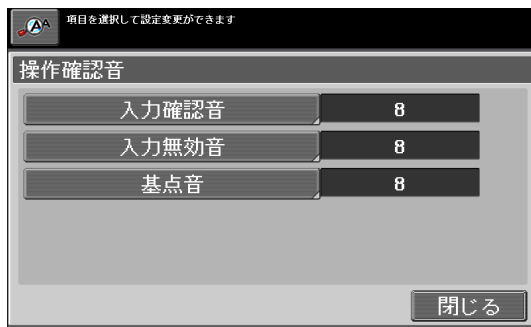 項目を選択して設定変更ができます
操作確認音
入力確認音 8
入力無効音 8
基点音 8
閉じる